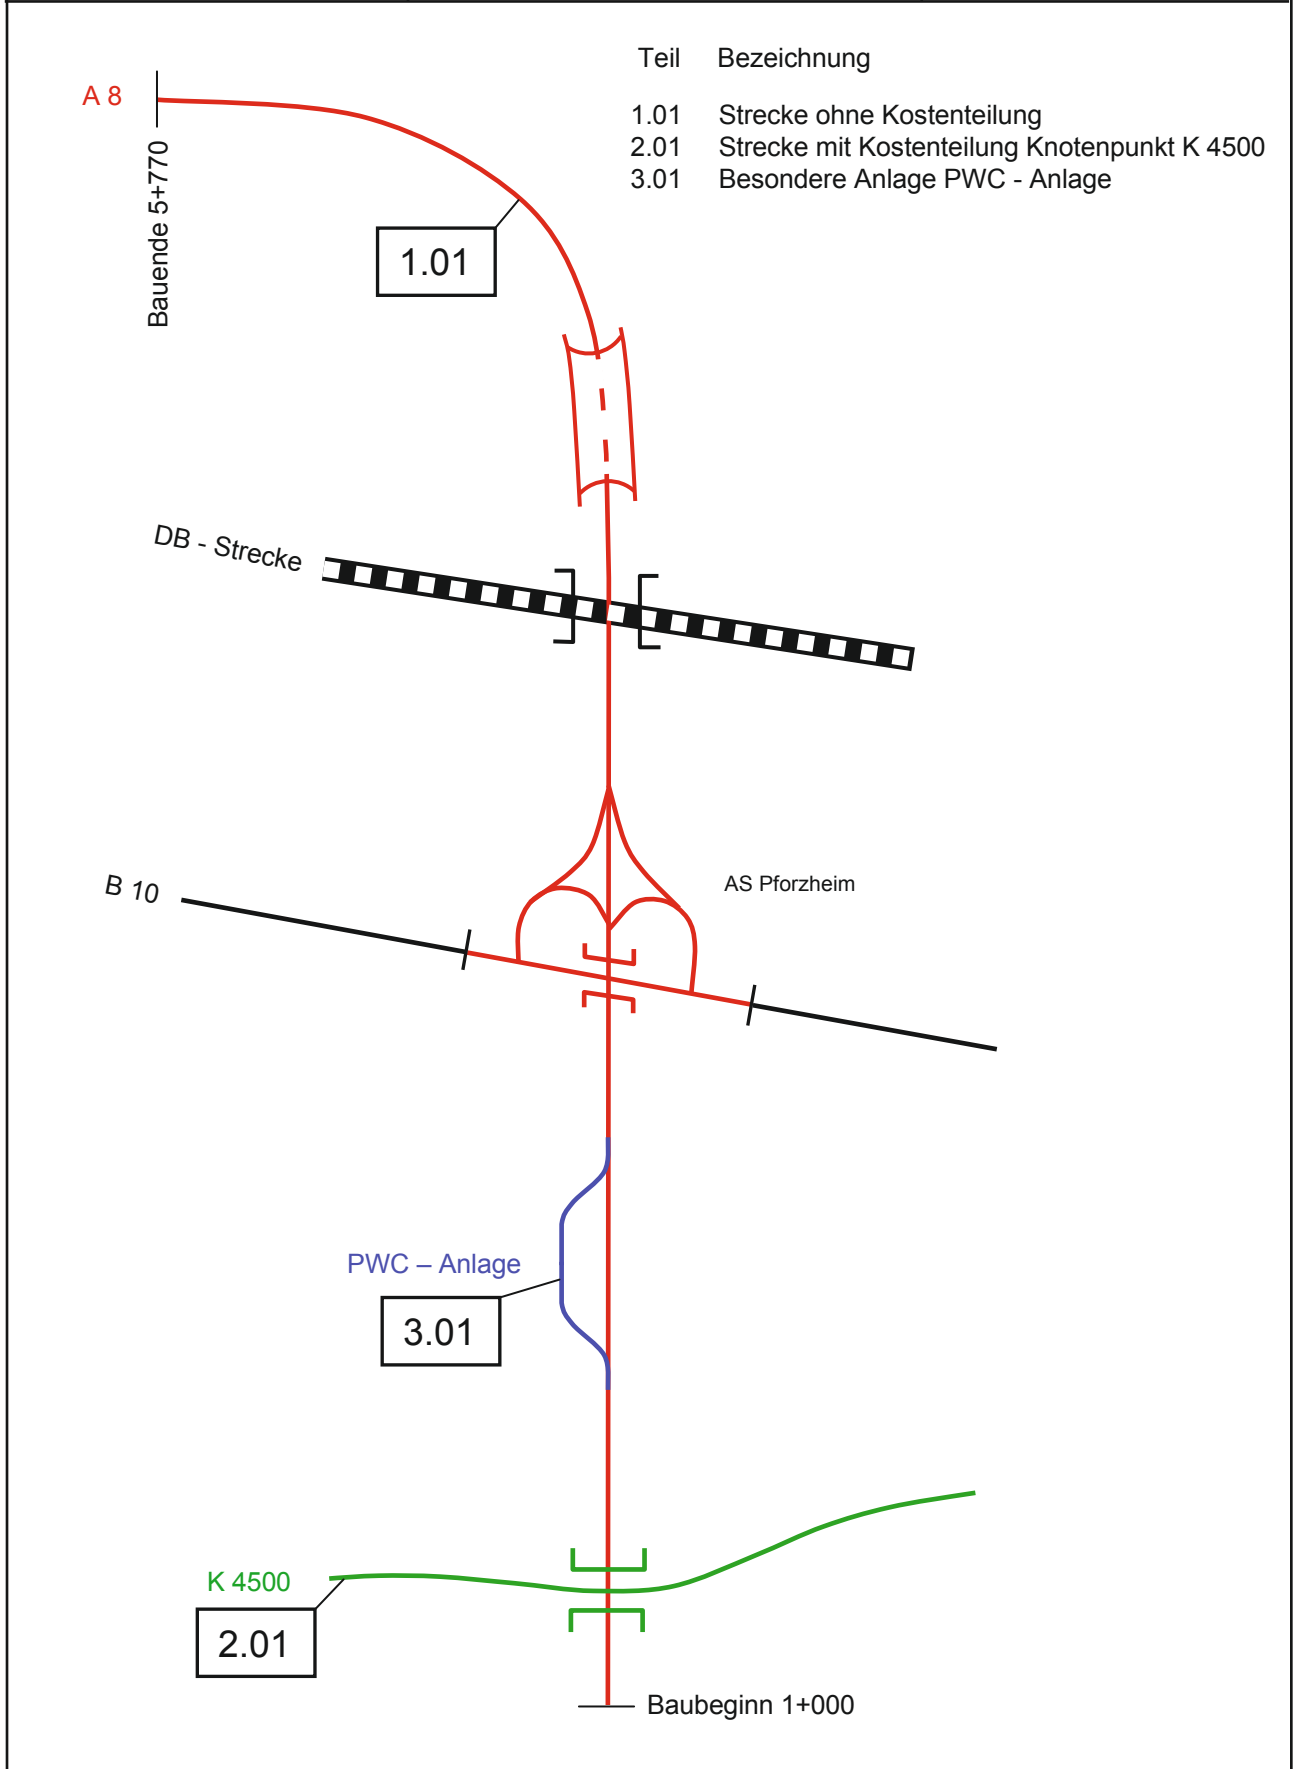 Teil Bezeichnung
A 8
1.01 Strecke ohne Kostenteilung
2.01 Strecke mit Kostenteilung Knotenpunkt K 4500
3.01 Besondere Anlage PWC - Anlage
Bauende 5+770
1.01
DB - Strecke
B 10
AS Pforzheim
PWC – Anlage
3.01
K 4500
2.01
Baubeginn 1+000